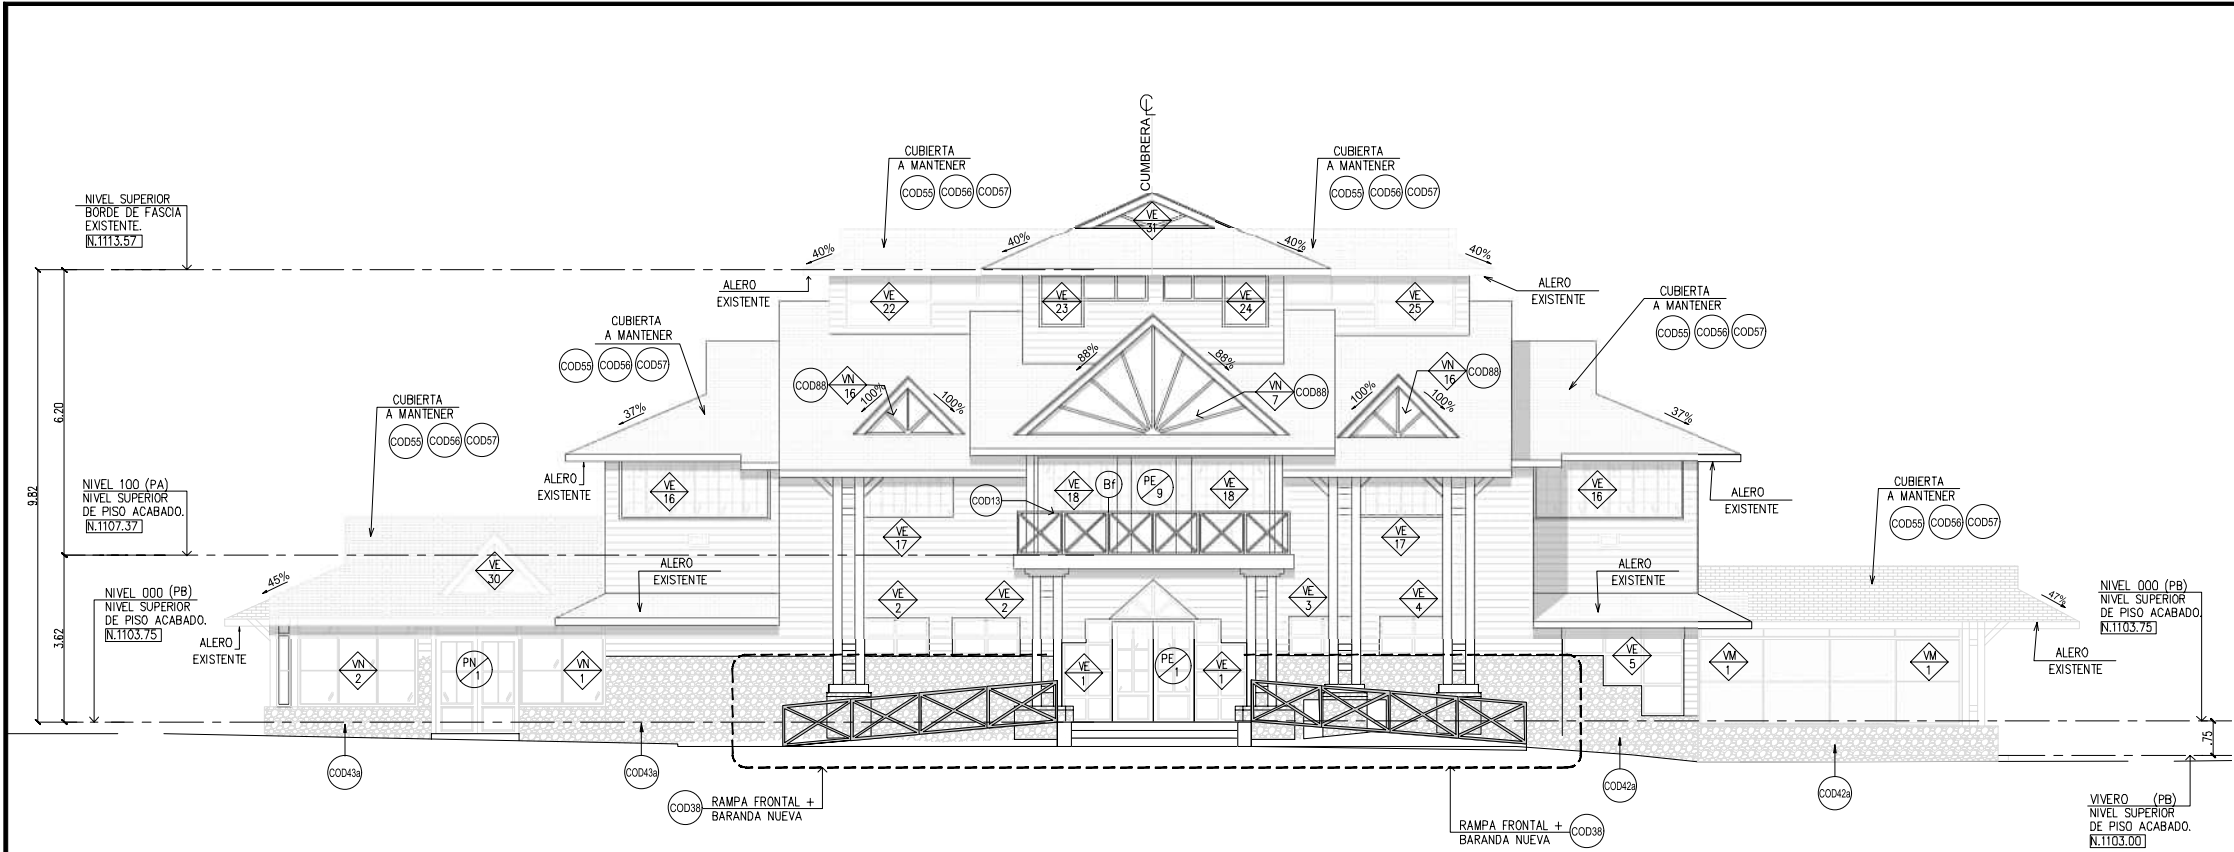 CUMBRERA
CUBIERTA
A MANTENER
COD55 COD56 COD57
CUBIERTA
A MANTENER
COD55 COD56 COD57
NIVEL SUPERIOR
BORDE DE FASCIA
EXISTENTE.
N.1113.57
VE
31
40%
40%
40%
40%
ALERO
EXISTENTE
VE
22
VE
23
VE
24
VE
25
ALERO
EXISTENTE
CUBIERTA
A MANTENER
COD55 COD56 COD57
CUBIERTA
A MANTENER
COD55 COD56 COD57
88%
88%
COD88
VN
16
100%
100%
VN
7
COD88
100%
100%
VN
16
COD88
37%
37%
CUBIERTA
A MANTENER
COD55 COD56 COD57
6.20
9.82
3.62
ALERO
EXISTENTE
NIVEL 100 (PA)
NIVEL SUPERIOR
DE PISO ACABADO.
N.1107.37
VE
16
COD13
VE
18
Bf
PE
9
VE
18
VE
16
ALERO
EXISTENTE
CUBIERTA
A MANTENER
COD55 COD56 COD57
VE
17
VE
17
VE
30
45%
ALERO
EXISTENTE
ALERO
EXISTENTE
47%
NIVEL 000 (PB)
NIVEL SUPERIOR
DE PISO ACABADO.
N.1103.75
VE
2
VE
2
VE
3
VE
4
NIVEL 000 (PB)
NIVEL SUPERIOR
DE PISO ACABADO.
N.1103.75
ALERO
EXISTENTE
VN
2
PN
1
VN
1
VE
1
PE
1
VE
1
VE
5
VM
1
VM
1
ALERO
EXISTENTE
.75
COD43a
COD43a
COD42a
COD42a
COD38
RAMPA FRONTAL +
BARANDA NUEVA
RAMPA FRONTAL +
BARANDA NUEVA
COD38
VIVERO (PB)
NIVEL SUPERIOR
DE PISO ACABADO.
N.1103.00